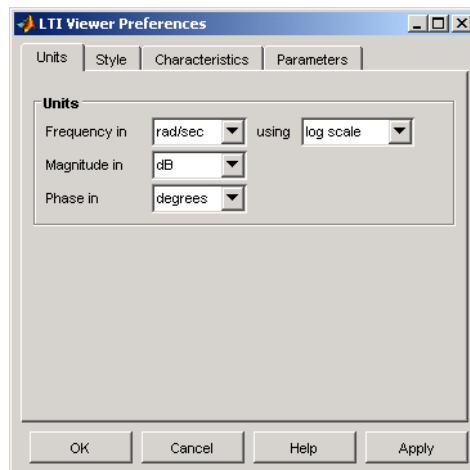 LTI Viewer Preferences
Units Style Characteristics Parameters
Units
Frequency in rad/sec using log scale
Magnitude in dB
Phase in degrees
OK Cancel Help Apply